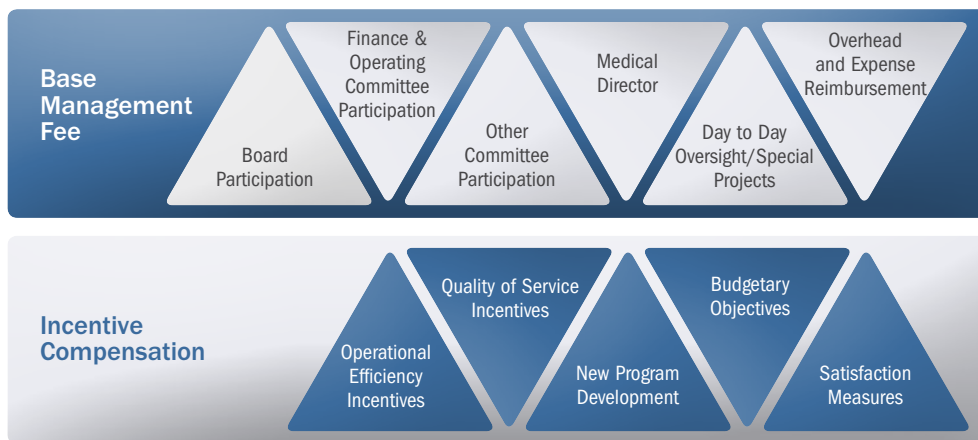 Base
Management
Fee
Board
Participation
Finance &
Operating
Committee
Participation
Other
Committee
Participation
Medical
Director
Day to Day
Oversight/Special
Projects
Overhead
and Expense
Reimbursement
Incentive
Compensation
Operational
Efficiency
Incentives
Quality of Service
Incentives
New Program
Development
Budgetary
Objectives
Satisfaction
Measures